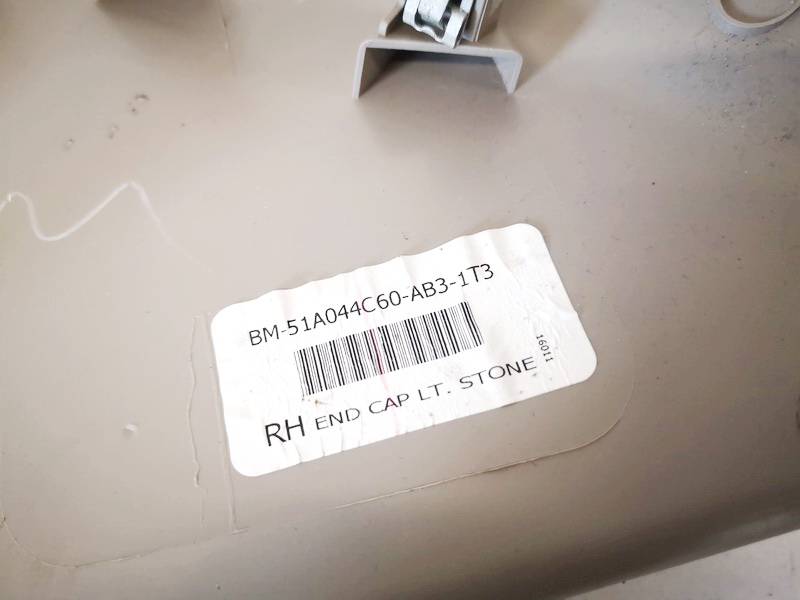 BM-51A044C60-AB3-1T3
RH END CAP LT. STONE
11091